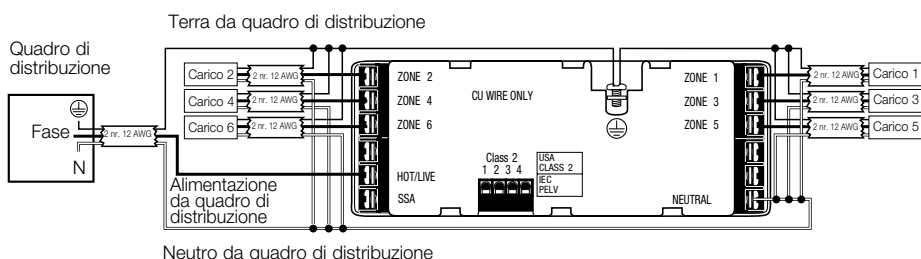 Terra da quadro di distribuzione
Quadro di
distribuzione
Fase
N
2 nr. 12 AWG
Alimentazione
da quadro di
distribuzione
Neutro da quadro di distribuzione
Carico 2
2 nr. 12 AWG
Carico 4
2 nr. 12 AWG
Carico 6
2 nr. 12 AWG
ZONE 2
ZONE 4
ZONE 6
HOT/LIVE
SSA
CU WIRE ONLY
Class 2
1 2 3 4
USA
CLASS 2
IEC
PELV
ZONE 1
ZONE 3
ZONE 5
NEUTRAL
2 nr. 12 AWG
Carico 1
2 nr. 12 AWG
Carico 3
2 nr. 12 AWG
Carico 5